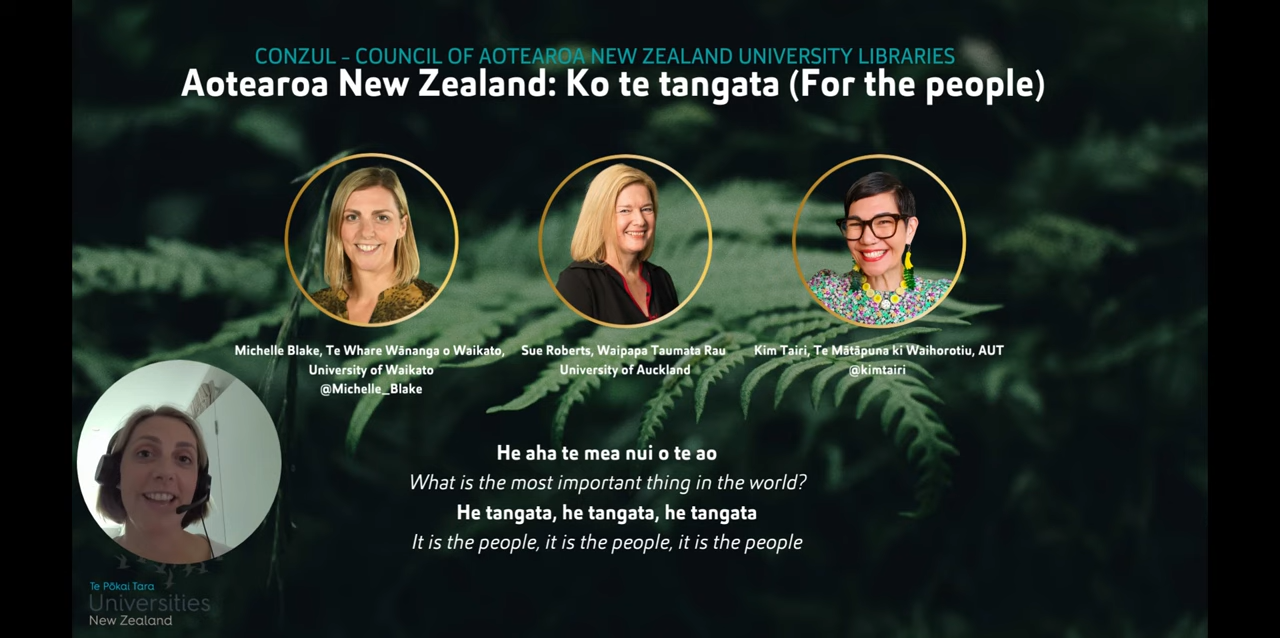 CONZUL - COUNCIL OF AOTEAROA NEW ZEALAND UNIVERSITY LIBRARIES
Aotearoa New Zealand: Ko te tangata (For the people)
Michelle Blake, Te Whare Wānanga o Waikato,
University of Waikato
@Michelle_Blake
Sue Roberts, Waipapa Taumata Rau
University of Auckland
Kim Tairi, Te Mātāpuna ki Waihorotiu, AUT
@kimtairi
He aha te mea nui o te ao
What is the most important thing in the world?
He tangata, he tangata, he tangata
It is the people, it is the people, it is the people
Te Pōkai Tara
Universities
New Zealand